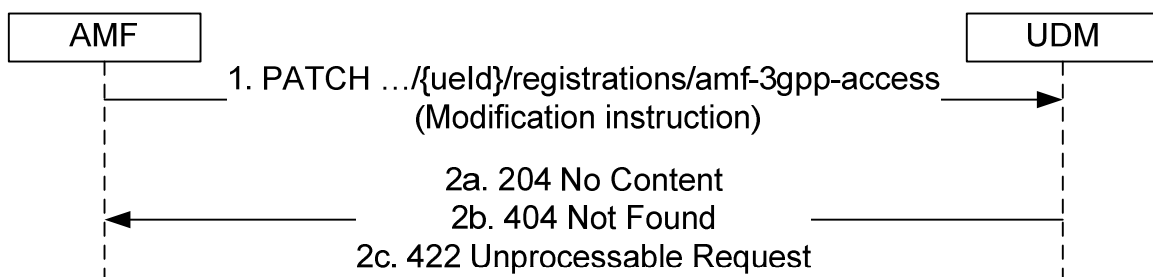 AMF
UDM
1. PATCH …/{ueId}/registrations/amf-3gpp-access
(Modification instruction)
2a. 204 No Content
2b. 404 Not Found
2c. 422 Unprocessable Request